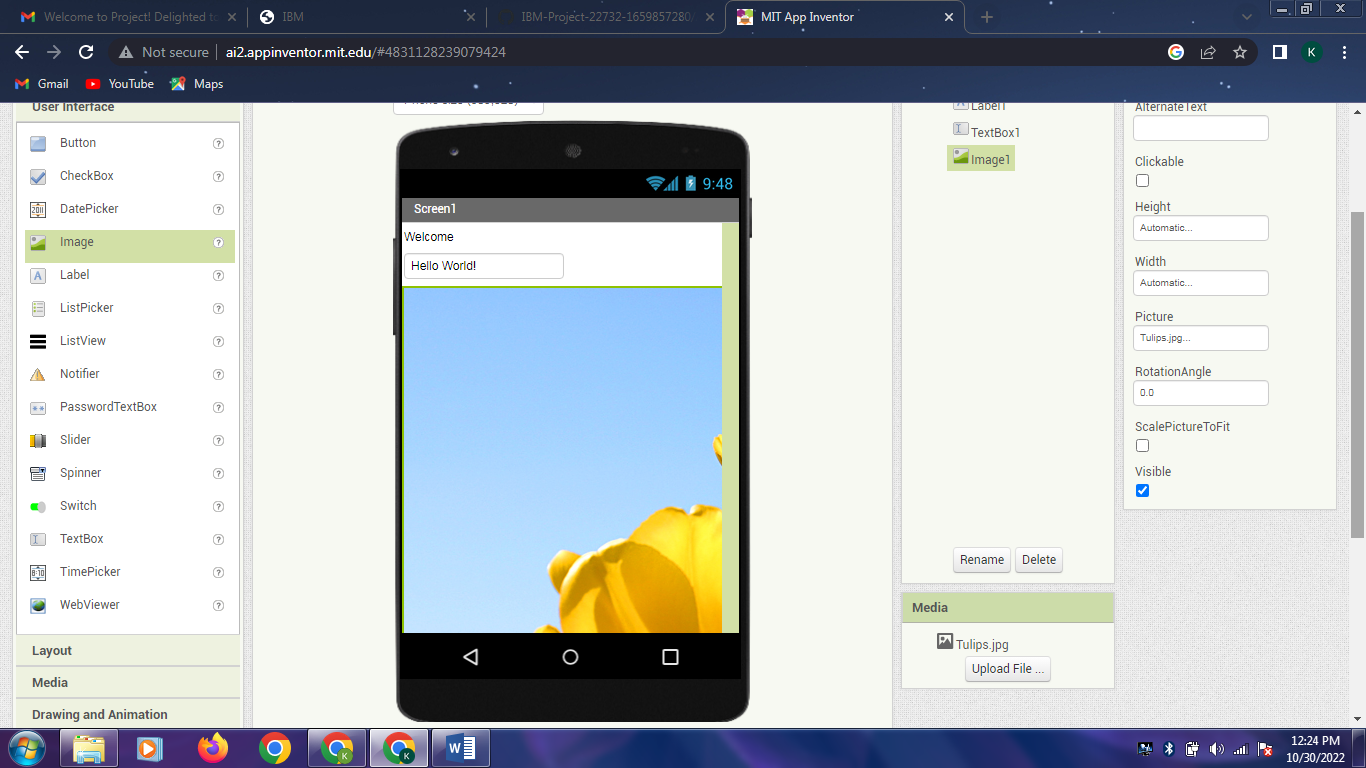 Welcome to Project! Delighted to
IBM
IBM-Project-22732-1659857280/
MIT App Inventor
Not secure
ai2.appinventor.mit.edu/#4831128239079424
K
Gmail
YouTube
Maps
User Interface
Button
CheckBox
DatePicker
Image
Label
ListPicker
ListView
Notifier
PasswordTextBox
Slider
Spinner
Switch
TextBox
TimePicker
WebViewer
Layout
Media
Drawing and Animation
9:48
Screen1
Welcome
Hello World!
Label1
TextBox1
Image1
Rename
Delete
Media
Tulips.jpg
Upload File ...
AlternateText
Clickable
Height
Automatic...
Width
Automatic...
Picture
Tulips.jpg...
RotationAngle
0.0
ScalePictureToFit
Visible
12:24 PM
10/30/2022